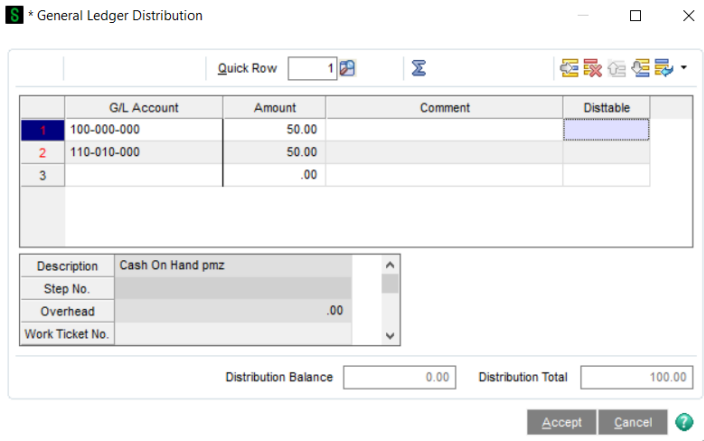 S * General Ledger Distribution
Quick Row 1
G/L Account Amount Comment Disttable
1 100-000-000 50.00
2 110-010-000 50.00
3 .00
Description Cash On Hand pmz
Step No.
Overhead .00
Work Ticket No.
Distribution Balance 0.00 Distribution Total 100.00
Accept Cancel ?